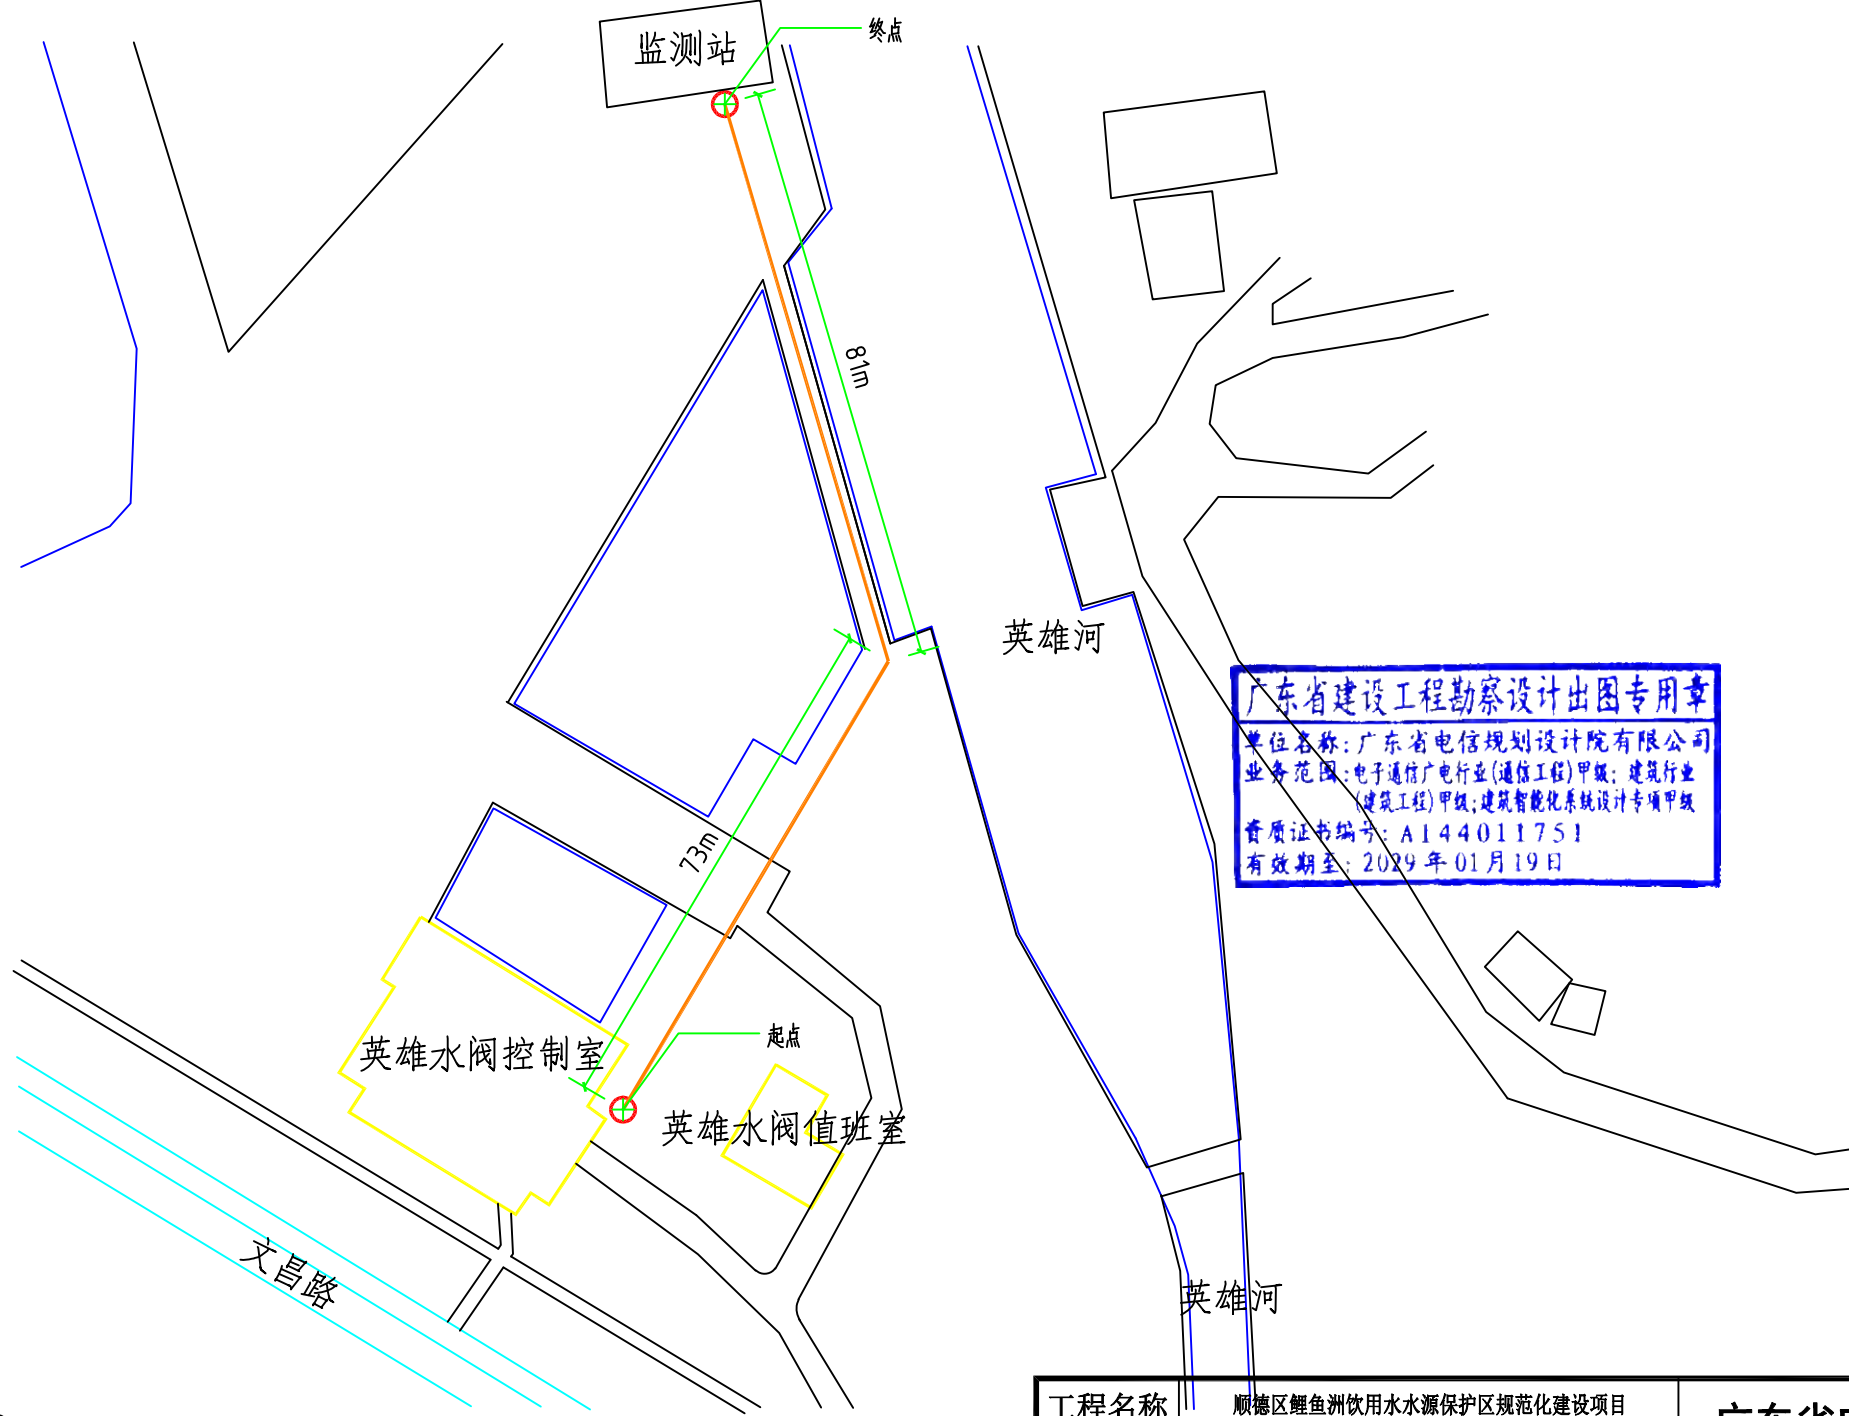 监测站
终点
81m
英雄河
广东省建设工程勘察设计出图专用章
单位名称：广东省电信规划设计院有限公司
业务范围：电子通信广电行业(通信工程)甲级；建筑行业
(建筑工程)甲级；建筑智能化系统设计专项甲级
资质证书编号：A144011751
有效期至：2029年01月19日
73m
起点
英雄水阀控制室
英雄水阀值班室
文昌路
英雄河
工程名称
顺德区鲤鱼洲饮用水水源保护区规范化建设项目
广东省